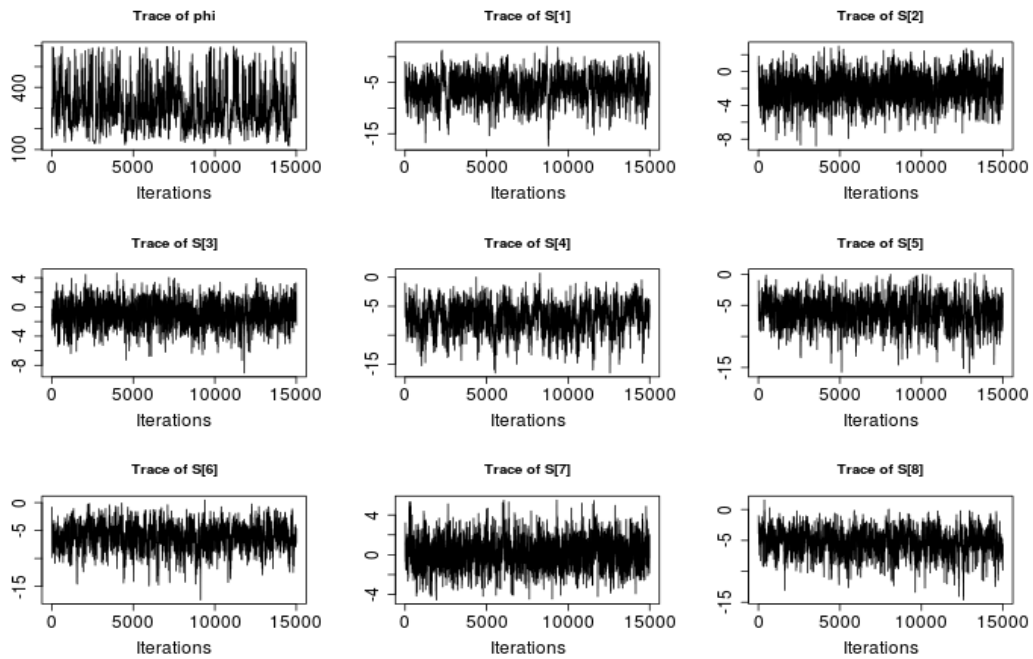 Trace of phi Trace of S[1] Trace of S[2]
400 100 -5 -15 0 -4 -8
0 5000 10000 15000 0 5000 10000 15000 0 5000 10000 15000
Iterations Iterations Iterations
Trace of S[3] Trace of S[4] Trace of S[5]
4 0 -4 -8 0 -5 -15 0 -5 -15
0 5000 10000 15000 0 5000 10000 15000 0 5000 10000 15000
Iterations Iterations Iterations
Trace of S[6] Trace of S[7] Trace of S[8]
0 -5 -15 4 0 -4 0 -5 -15
0 5000 10000 15000 0 5000 10000 15000 0 5000 10000 15000
Iterations Iterations Iterations